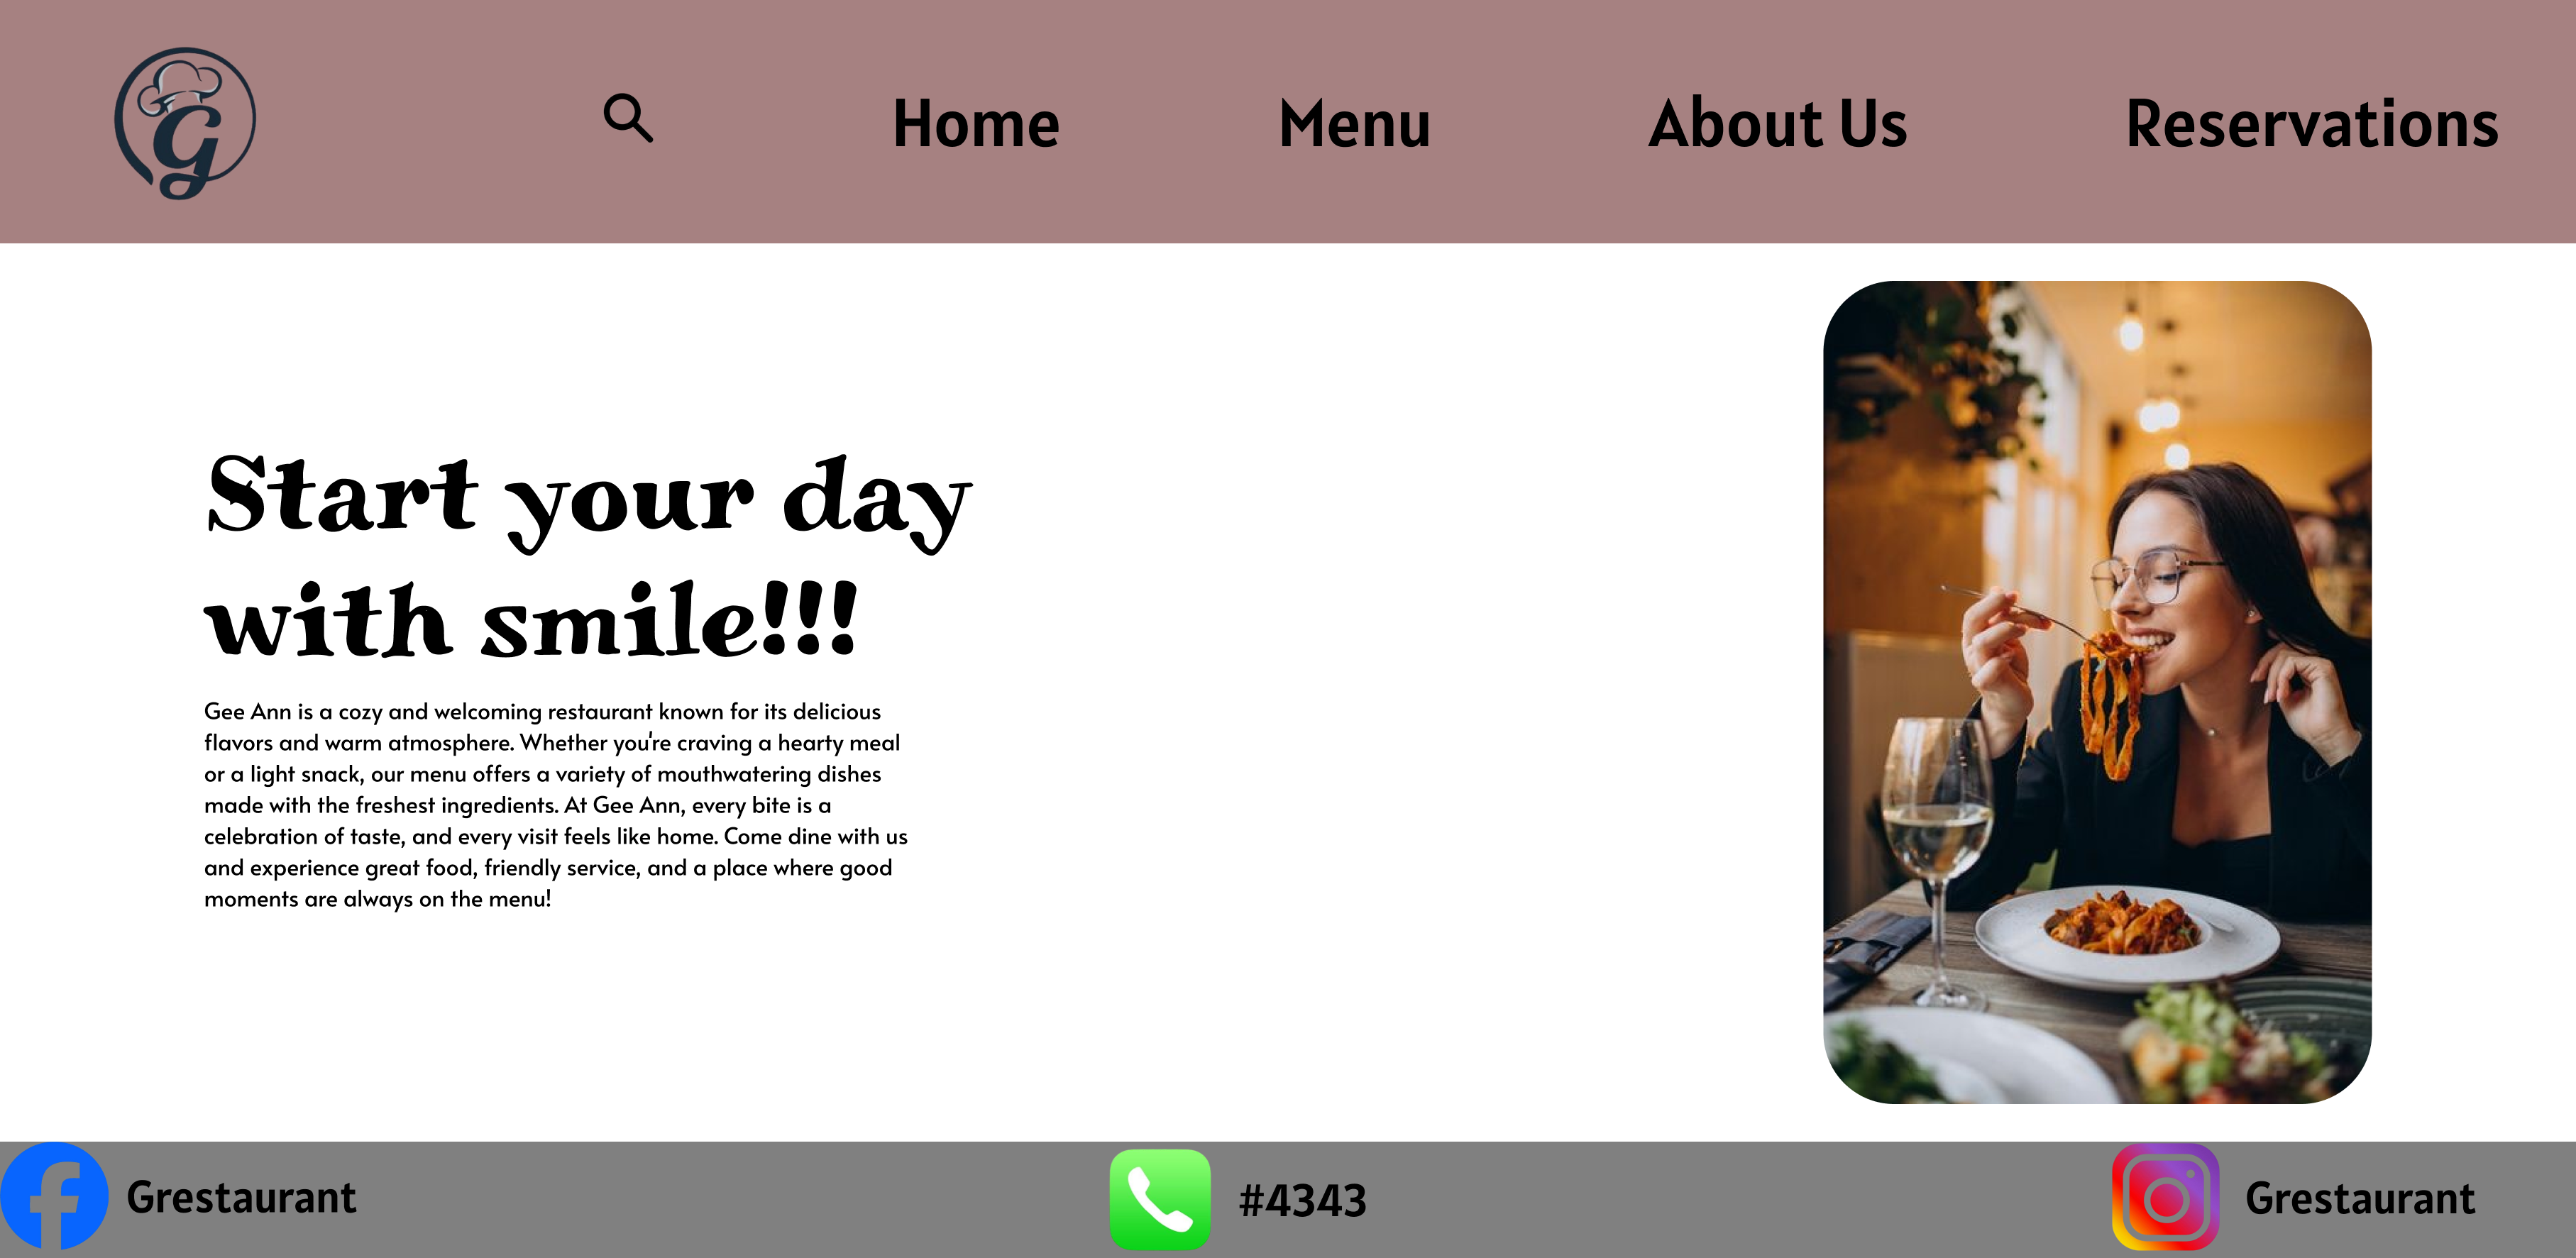 G
Home
Menu
About Us
Reservations
Start your day
with smile!!!
Gee Ann is a cozy and welcoming restaurant known for its delicious
flavors and warm atmosphere. Whether you're craving a hearty meal
or a light snack, our menu offers a variety of mouthwatering dishes
made with the freshest ingredients. At Gee Ann, every bite is a
celebration of taste, and every visit feels like home. Come dine with us
and experience great food, friendly service, and a place where good
moments are always on the menu!
Grestaurant
#4343
Grestaurant